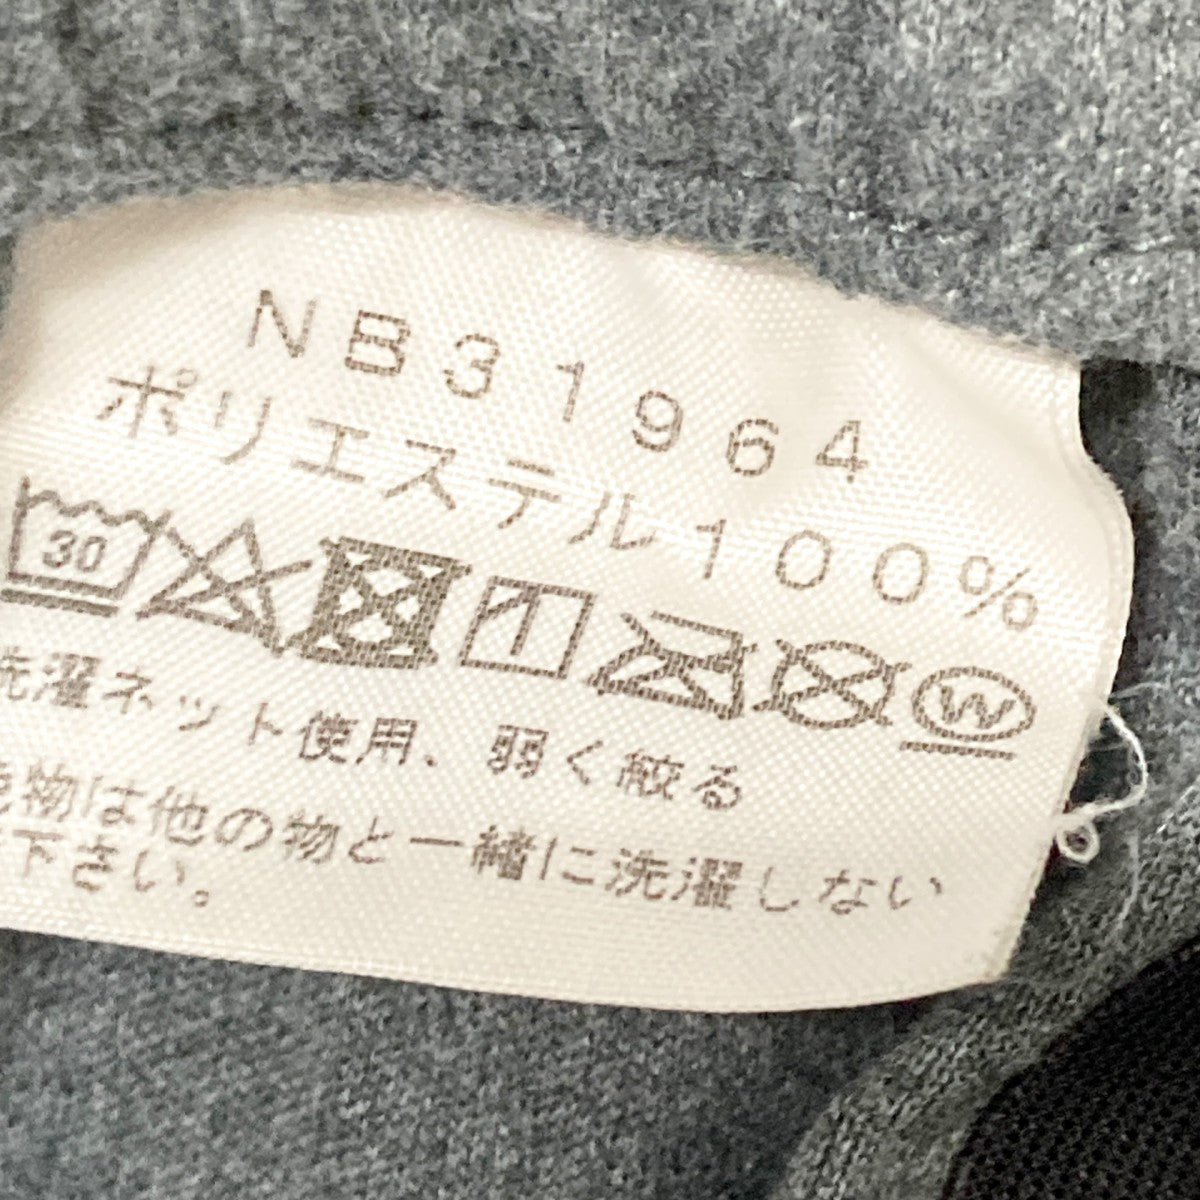 NB31964
ポリエステル100%
30
W
洗濯ネット使用、弱く絞る
物は他の物と一緒に洗濯しない
下さい。